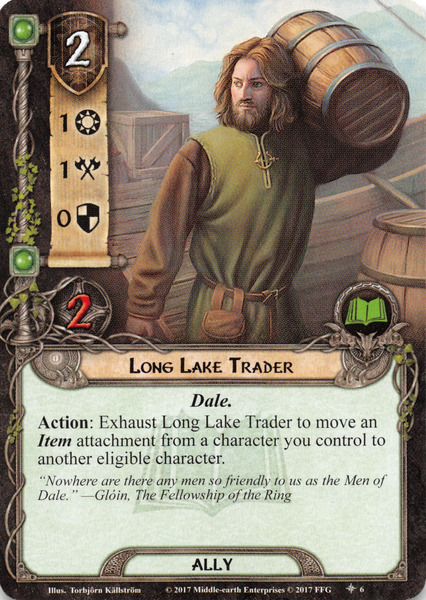 2
1
1
0
2
Long Lake Trader
Dale.
Action: Exhaust Long Lake Trader to move an
Item attachment from a character you control to
another eligible character.
“Nowhere are there any men so friendly to us as the Men of
Dale.” —Glóin, The Fellowship of the Ring
ALLY
Illus. Torbjörn Källström © 2017 Middle-earth Enterprises © 2017 FFG 6